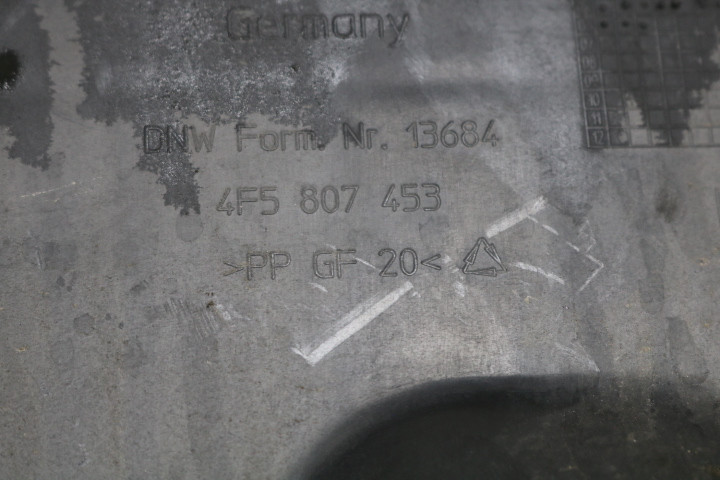 Germany
DNW Form. Nr. 13684
4F5 807 453
>PP GF 20<